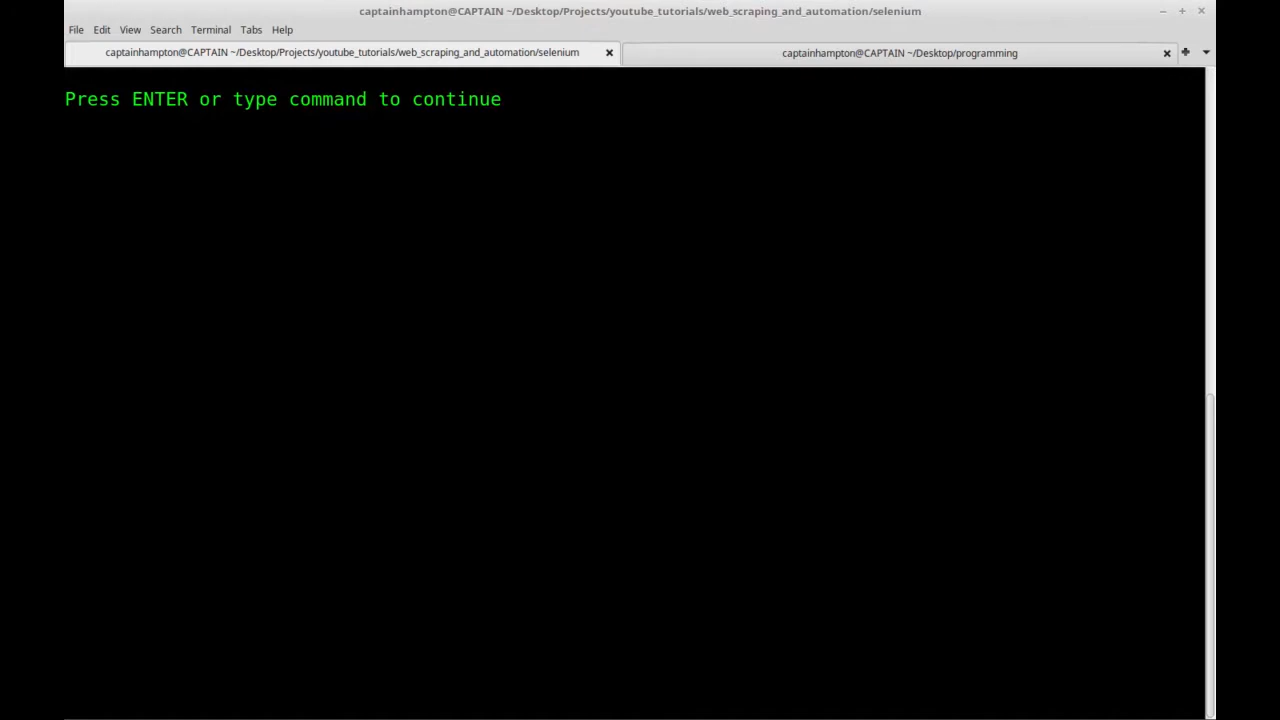 captainhampton@CAPTAIN ~/Desktop/Projects/youtube_tutorials/web_scraping_and_automation/selenium
File Edit View Search Terminal Tabs Help
captainhampton@CAPTAIN ~/Desktop/Projects/youtube_tutorials/web_scraping_and_automation/selenium captainhampton@CAPTAIN ~/Desktop/programming
Press ENTER or type command to continue